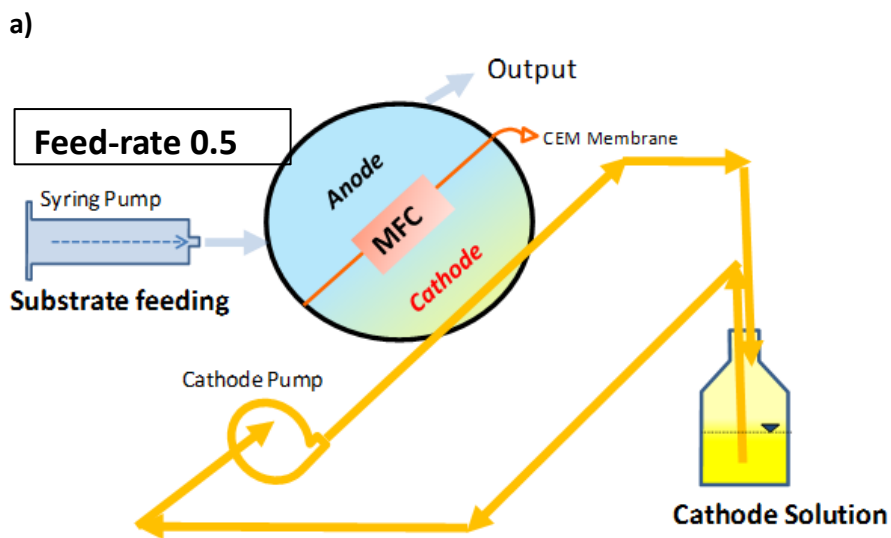 a)
Output
Feed-rate 0.5
CEM Membrane
Anode
Syring Pump
MFC
Cathode
Substrate feeding
Cathode Pump
Cathode Solution